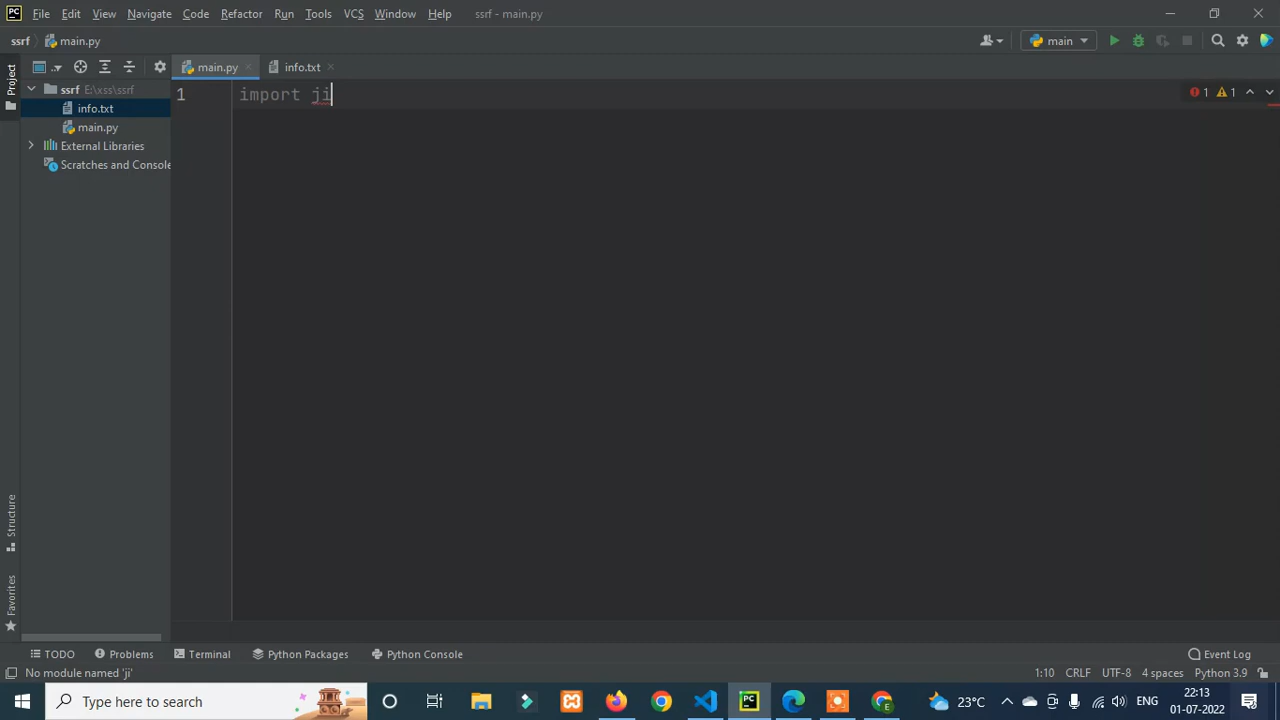 PC File Edit View Navigate Code Refactor Run Tools VCS Window Help ssrf - main.py
ssrf main.py main
Project .. main.py info.txt
ssrf E:\xss\ssrf
info.txt
main.py
External Libraries
Scratches and Console
1 import ji 1 1
Structure
Favorites
TODO Problems Terminal Python Packages Python Console Event Log
No module named 'ji' 1:10 CRLF UTF-8 4 spaces Python 3.9
Type here to search PC 23°C ENG 22:13
01-07-2022